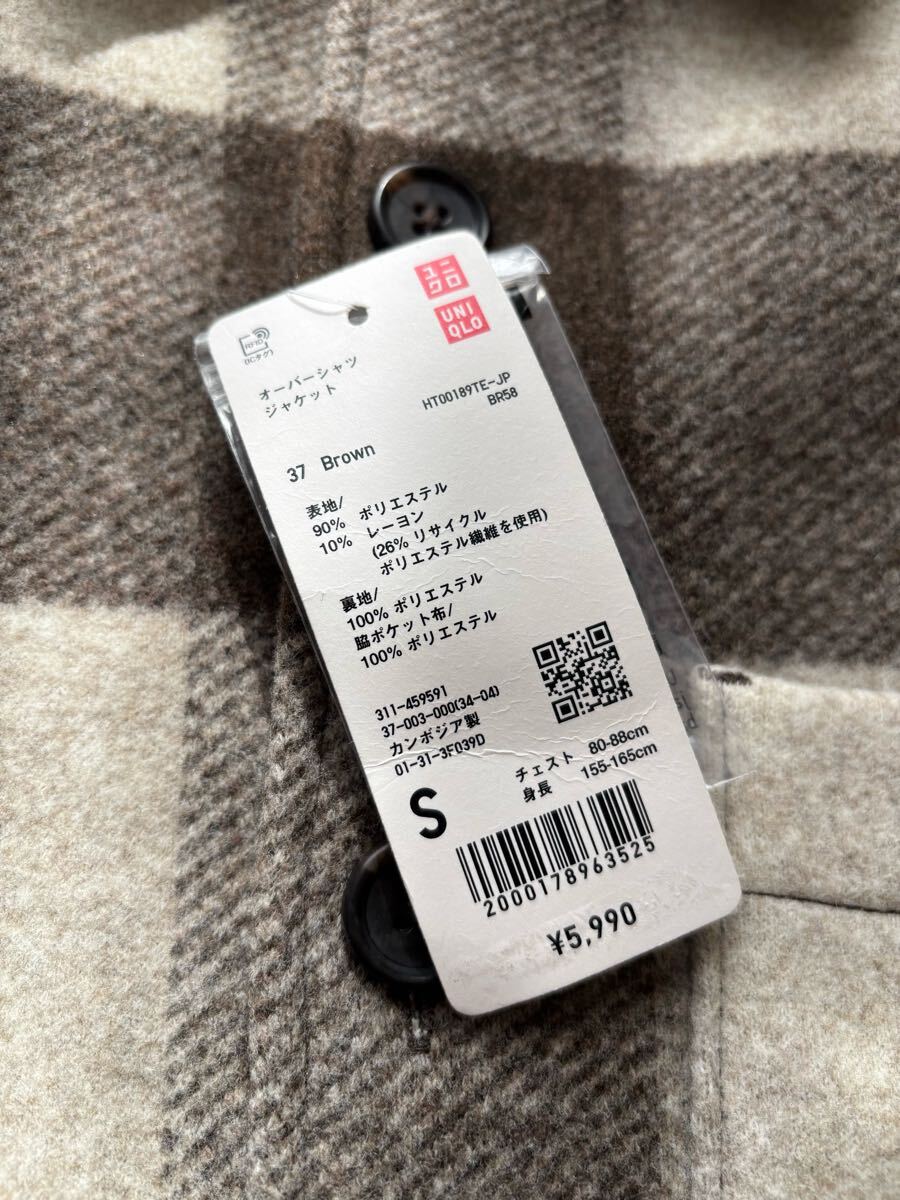 ユニ
クロ
UNI
QLO
RFID
(ICタグ)
オーバーシャツ
ジャケット
HT00189TE-JP
BR58
37 Brown
表地/
90% ポリエステル
10% レーヨン
(26% リサイクル
ポリエステル繊維を使用)
裏地/
100% ポリエステル
脇ポケット布/
100% ポリエステル
311-459591
37-003-000(34-04)
カンボジア製
01-31-3F039D
チェスト 80-88cm
身長 155-165cm
S
2000178963525
¥5,990